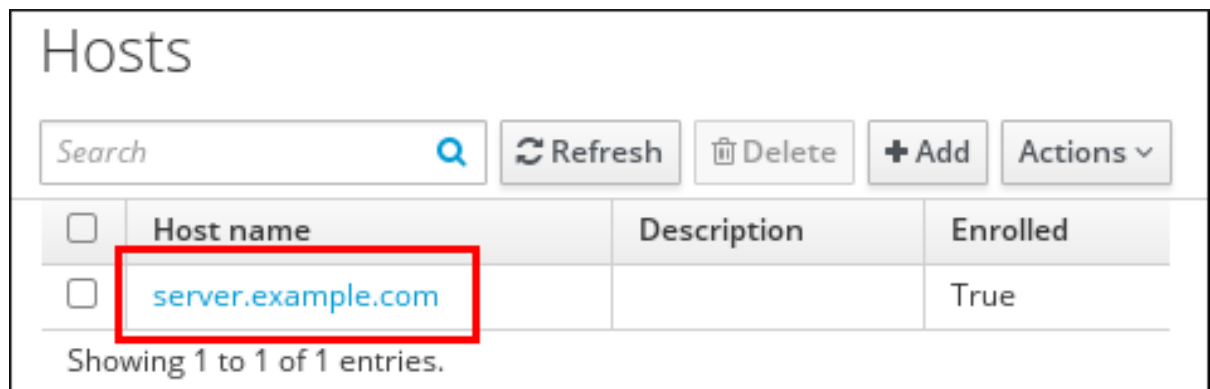 Hosts
Search Refresh Delete Add Actions
Host name Description Enrolled
server.example.com True
Showing 1 to 1 of 1 entries.